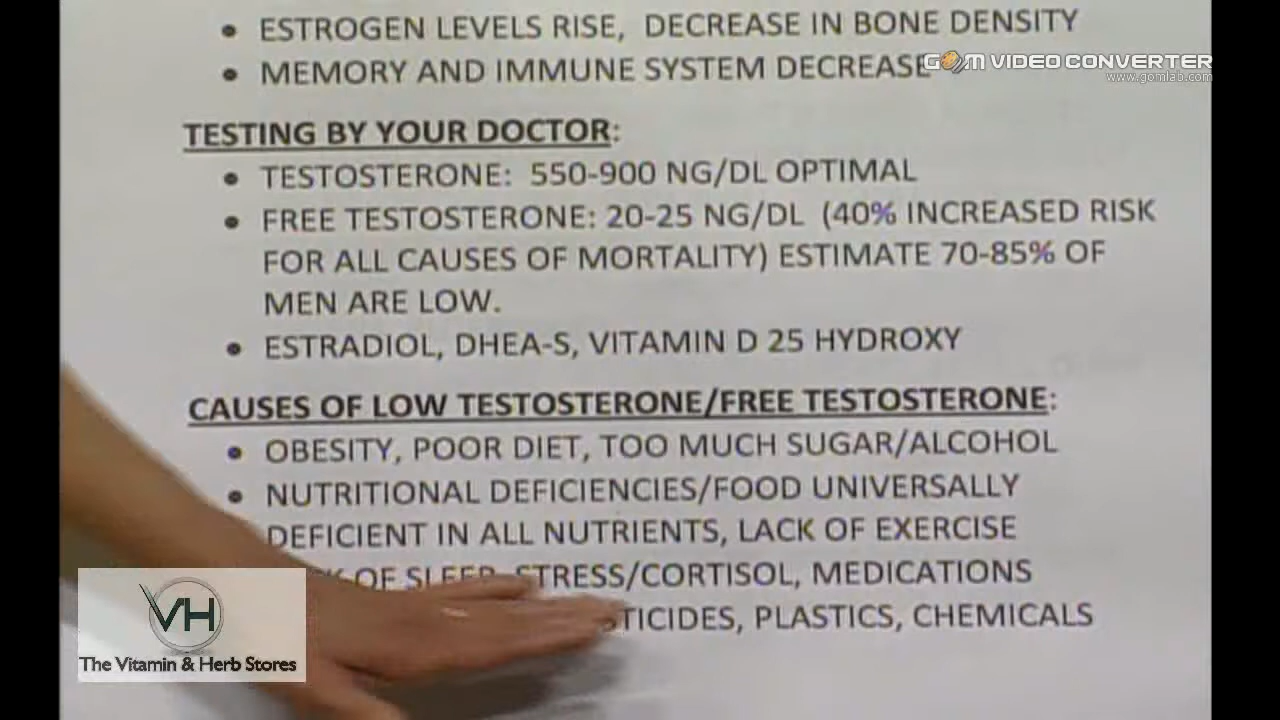 • ESTROGEN LEVELS RISE, DECREASE IN BONE DENSITY
• MEMORY AND IMMUNE SYSTEM DECREASE
GOM VIDEO CONVERTER
www.gomlab.com
TESTING BY YOUR DOCTOR:
• TESTOSTERONE: 550-900 NG/DL OPTIMAL
• FREE TESTOSTERONE: 20-25 NG/DL (40% INCREASED RISK
FOR ALL CAUSES OF MORTALITY) ESTIMATE 70-85% OF
MEN ARE LOW.
• ESTRADIOL, DHEA-S, VITAMIN D 25 HYDROXY
CAUSES OF LOW TESTOSTERONE/FREE TESTOSTERONE:
• OBESITY, POOR DIET, TOO MUCH SUGAR/ALCOHOL
• NUTRITIONAL DEFICIENCIES/FOOD UNIVERSALLY
DEFICIENT IN ALL NUTRIENTS, LACK OF EXERCISE
OF SLEEP, STRESS/CORTISOL, MEDICATIONS
TICIDES, PLASTICS, CHEMICALS
VH
The Vitamin & Herb Stores